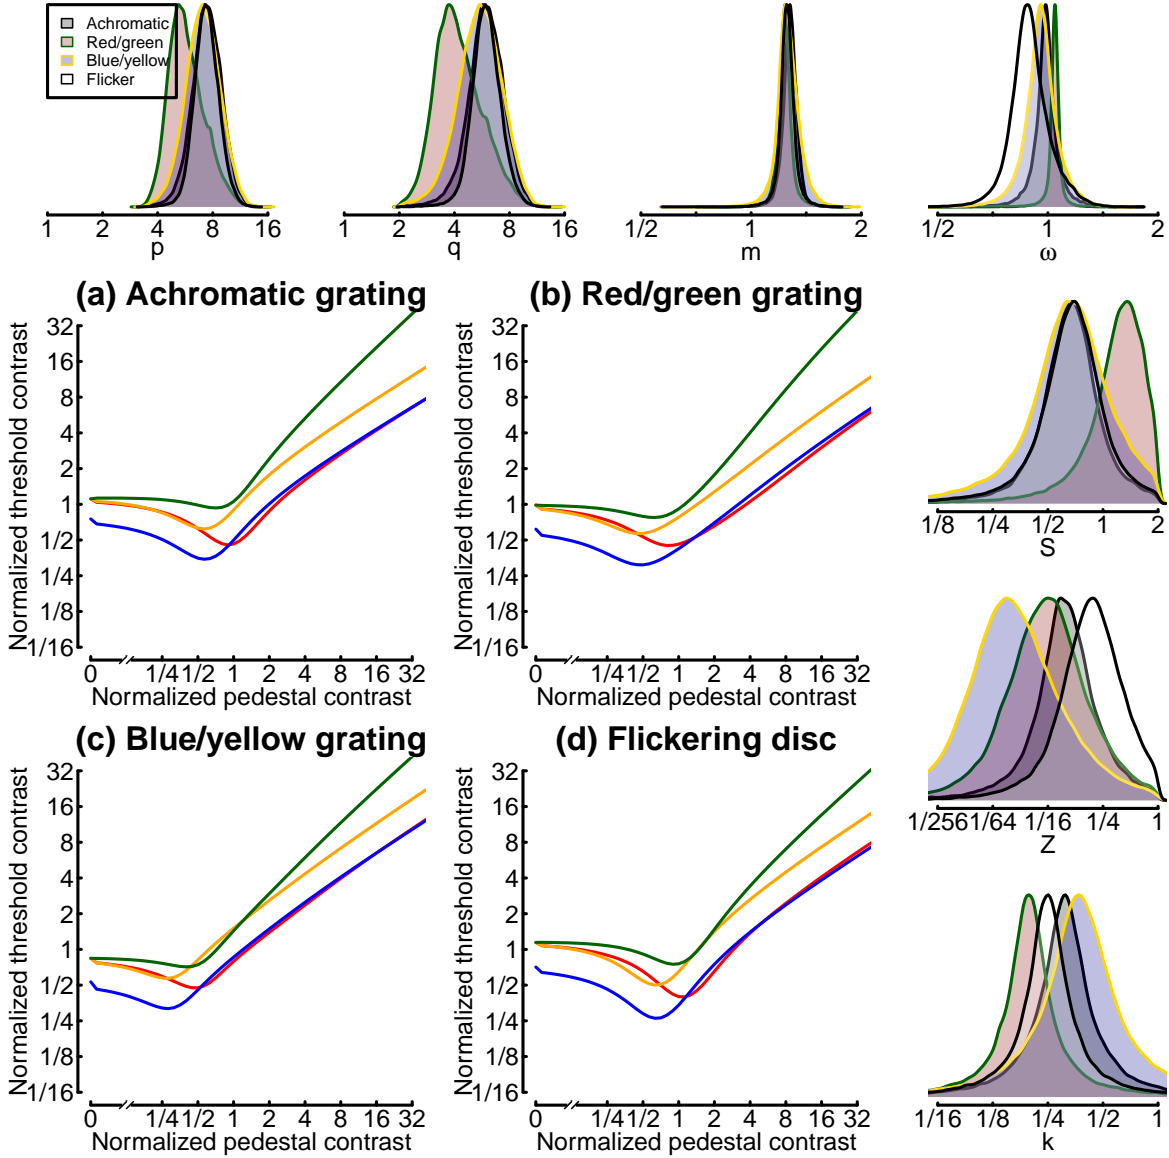 Achromatic
Red/green
Blue/yellow
Flicker
1 2 4 8 16
p
1 2 4 8 16
q
1/2 1 2
m
1/2 1 2
ω
(a) Achromatic grating
Normalized threshold contrast
32
16
8
4
2
1
1/2
1/4
1/8
1/16
0 1/4 1/2 1 2 4 8 16 32
Normalized pedestal contrast
(b) Red/green grating
Normalized threshold contrast
32
16
8
4
2
1
1/2
1/4
1/8
1/16
0 1/4 1/2 1 2 4 8 16 32
Normalized pedestal contrast
1/8 1/4 1/2 1 2
S
1/256 1/64 1/16 1/4 1
Z
(c) Blue/yellow grating
Normalized threshold contrast
32
16
8
4
2
1
1/2
1/4
1/8
1/16
0 1/4 1/2 1 2 4 8 16 32
Normalized pedestal contrast
(d) Flickering disc
Normalized threshold contrast
32
16
8
4
2
1
1/2
1/4
1/8
1/16
0 1/4 1/2 1 2 4 8 16 32
Normalized pedestal contrast
1/16 1/8 1/4 1/2 1
k